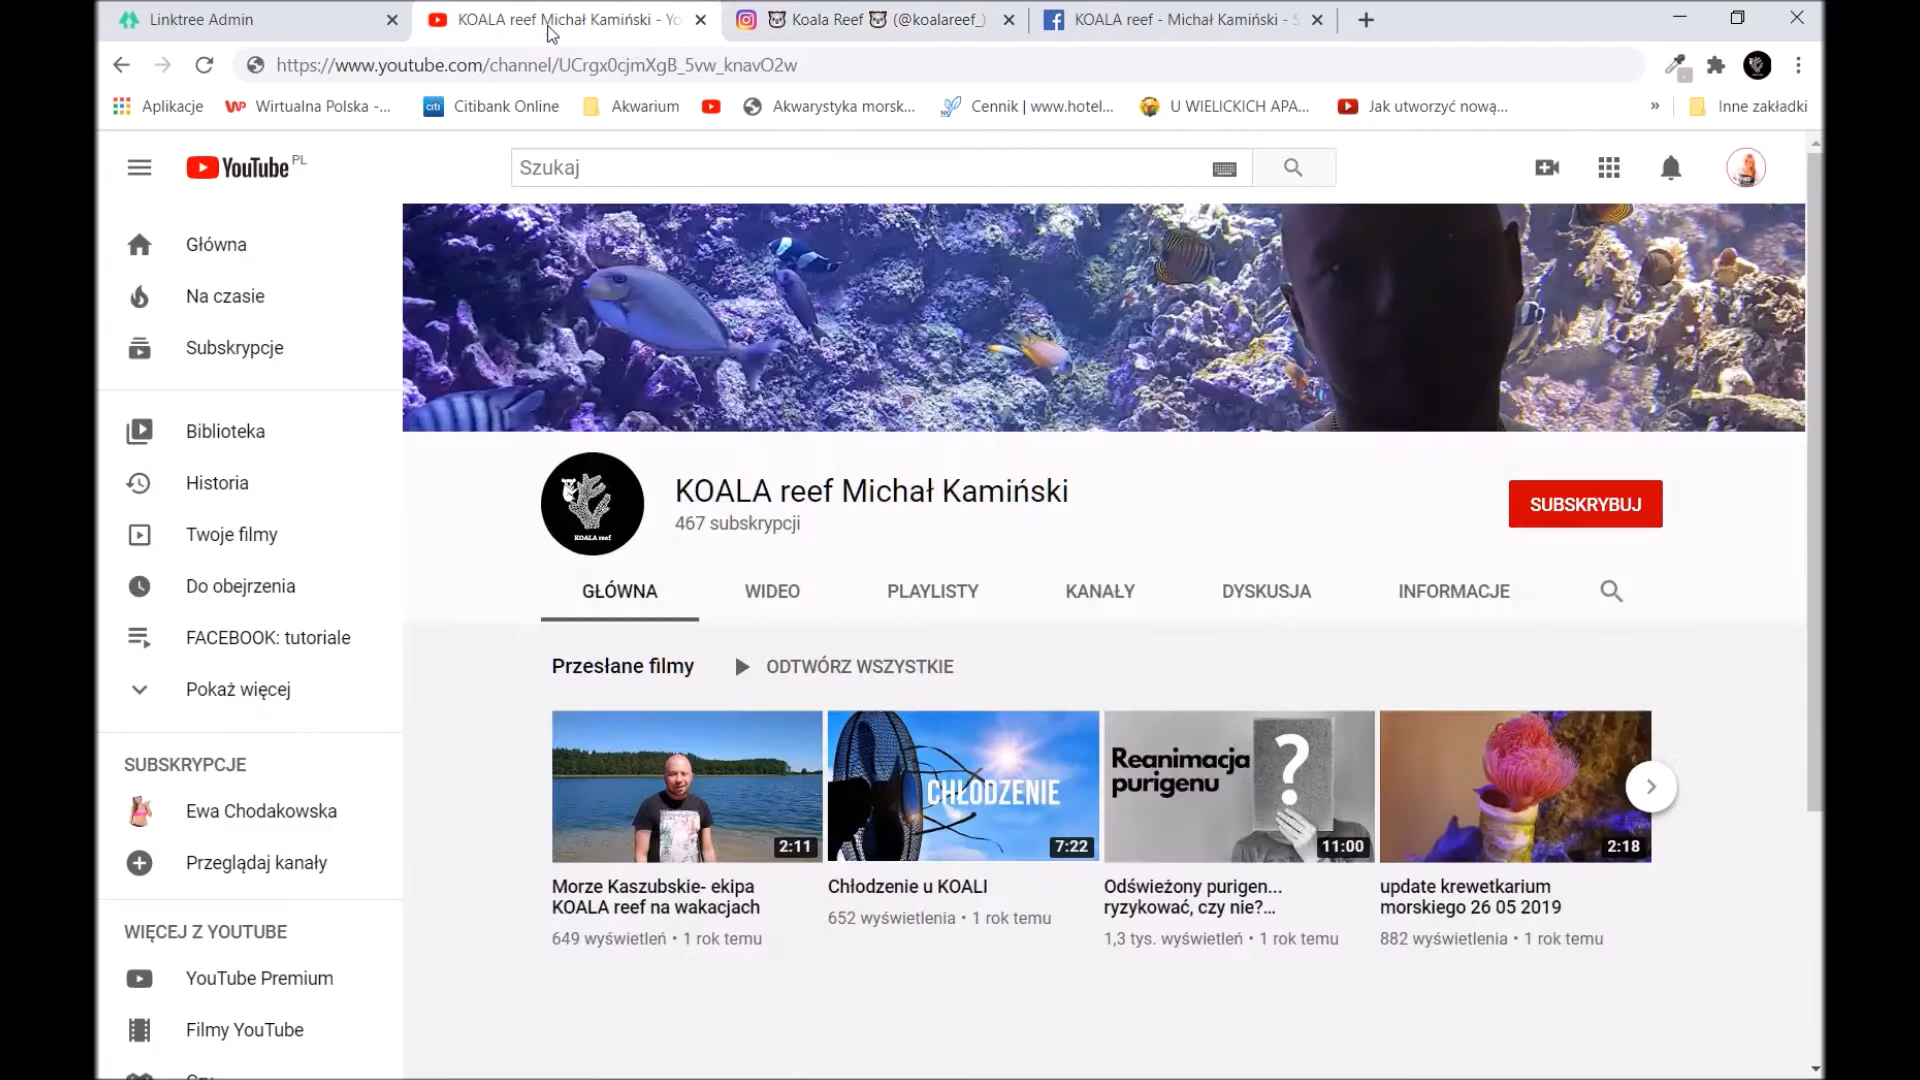 Linktree Admin
KOALA reef Michał Kamiński - Yo
Koala Reef (@koalareef_)
KOALA reef - Michał Kamiński - S
https://www.youtube.com/channel/UCrgx0cjmXgB_5vw_knavO2w
Aplikacje
WP Wirtualna Polska -...
citi Citibank Online
Akwarium
Akwarystyka morsk...
Cennik | www.hotel...
U WIELICKICH APA...
Jak utworzyć nową...
»
Inne zakładki
YouTube PL
Szukaj
Główna
Na czasie
Subskrypcje
Biblioteka
Historia
Twoje filmy
Do obejrzenia
FACEBOOK: tutoriale
Pokaż więcej
SUBSKRYPCJE
Ewa Chodakowska
Przeglądaj kanały
WIĘCEJ Z YOUTUBE
YouTube Premium
Filmy YouTube
KOALA reef
KOALA reef Michał Kamiński
467 subskrypcji
SUBSKRYBUJ
GŁÓWNA
WIDEO
PLAYLISTY
KANAŁY
DYSKUSJA
INFORMACJE
Przesłane filmy
ODTWÓRZ WSZYSTKIE
2:11
Morze Kaszubskie- ekipa
KOALA reef na wakacjach
649 wyświetleń • 1 rok temu
CHŁODZENIE
7:22
Chłodzenie u KOALI
652 wyświetlenia • 1 rok temu
Reanimacja
purigenu
?
11:00
Odświeżony purigen...
ryzykować, czy nie?...
1,3 tys. wyświetleń • 1 rok temu
2:18
update krewetkarium
morskiego 26 05 2019
882 wyświetlenia • 1 rok temu